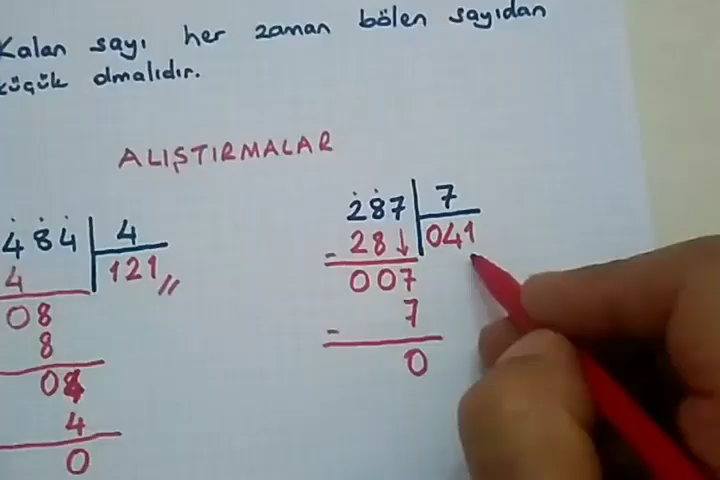 Kalan sayı her zaman bölen sayıdan
küçük olmalıdır.
ALIŞTIRMALAR
484 4
4 121 //
08
8
084
4
0
287 7
- 28 ↓ 041
007
- 7
0